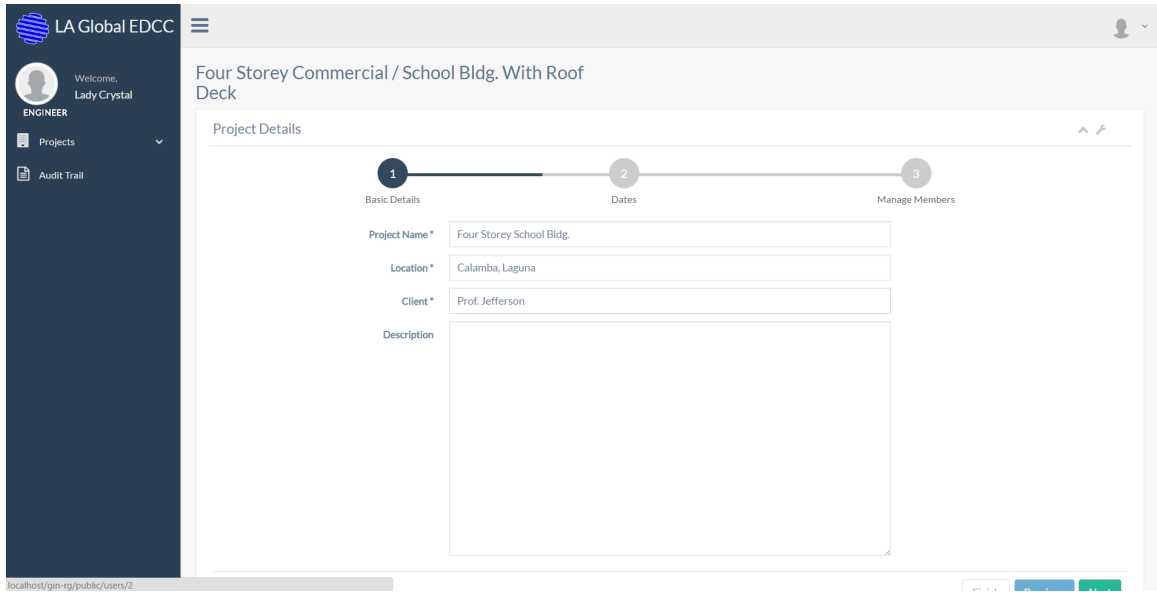 LA Global EDCC
Welcome,
Lady Crystal
ENGINEER
Projects
Audit Trail
Four Storey Commercial / School Bldg. With Roof
Deck
Project Details
1
2
3
Basic Details
Dates
Manage Members
Project Name *
Four Storey School Bldg.
Location *
Calamba, Laguna
Client *
Prof. Jefferson
Description
localhost/gin-rg/public/users/2